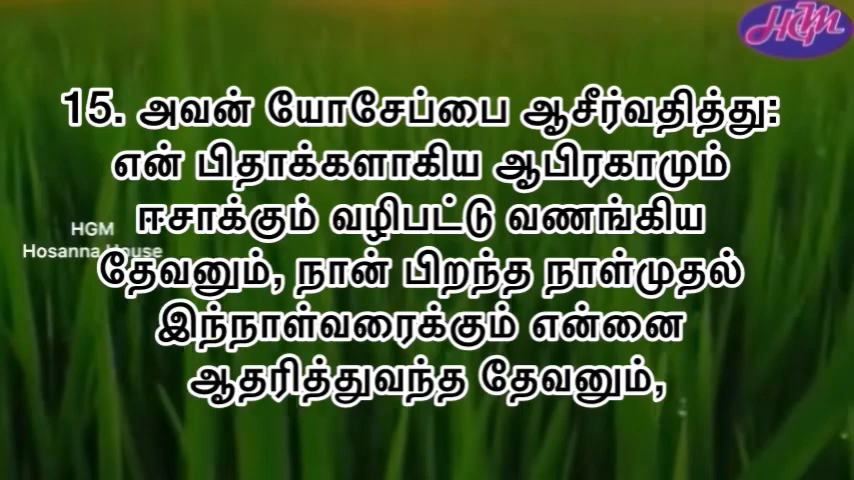 HGM
15. அவன் யோசேப்பை ஆசீர்வதித்து:
என் பிதாக்களாகிய ஆபிரகாமும்
ஈசாக்கும் வழிபட்டு வணங்கிய
HGM
Hosanna House
தேவனும், நான் பிறந்த நாள்முதல்
இந்நாள்வரைக்கும் என்னை
ஆதரித்துவந்த தேவனும்,